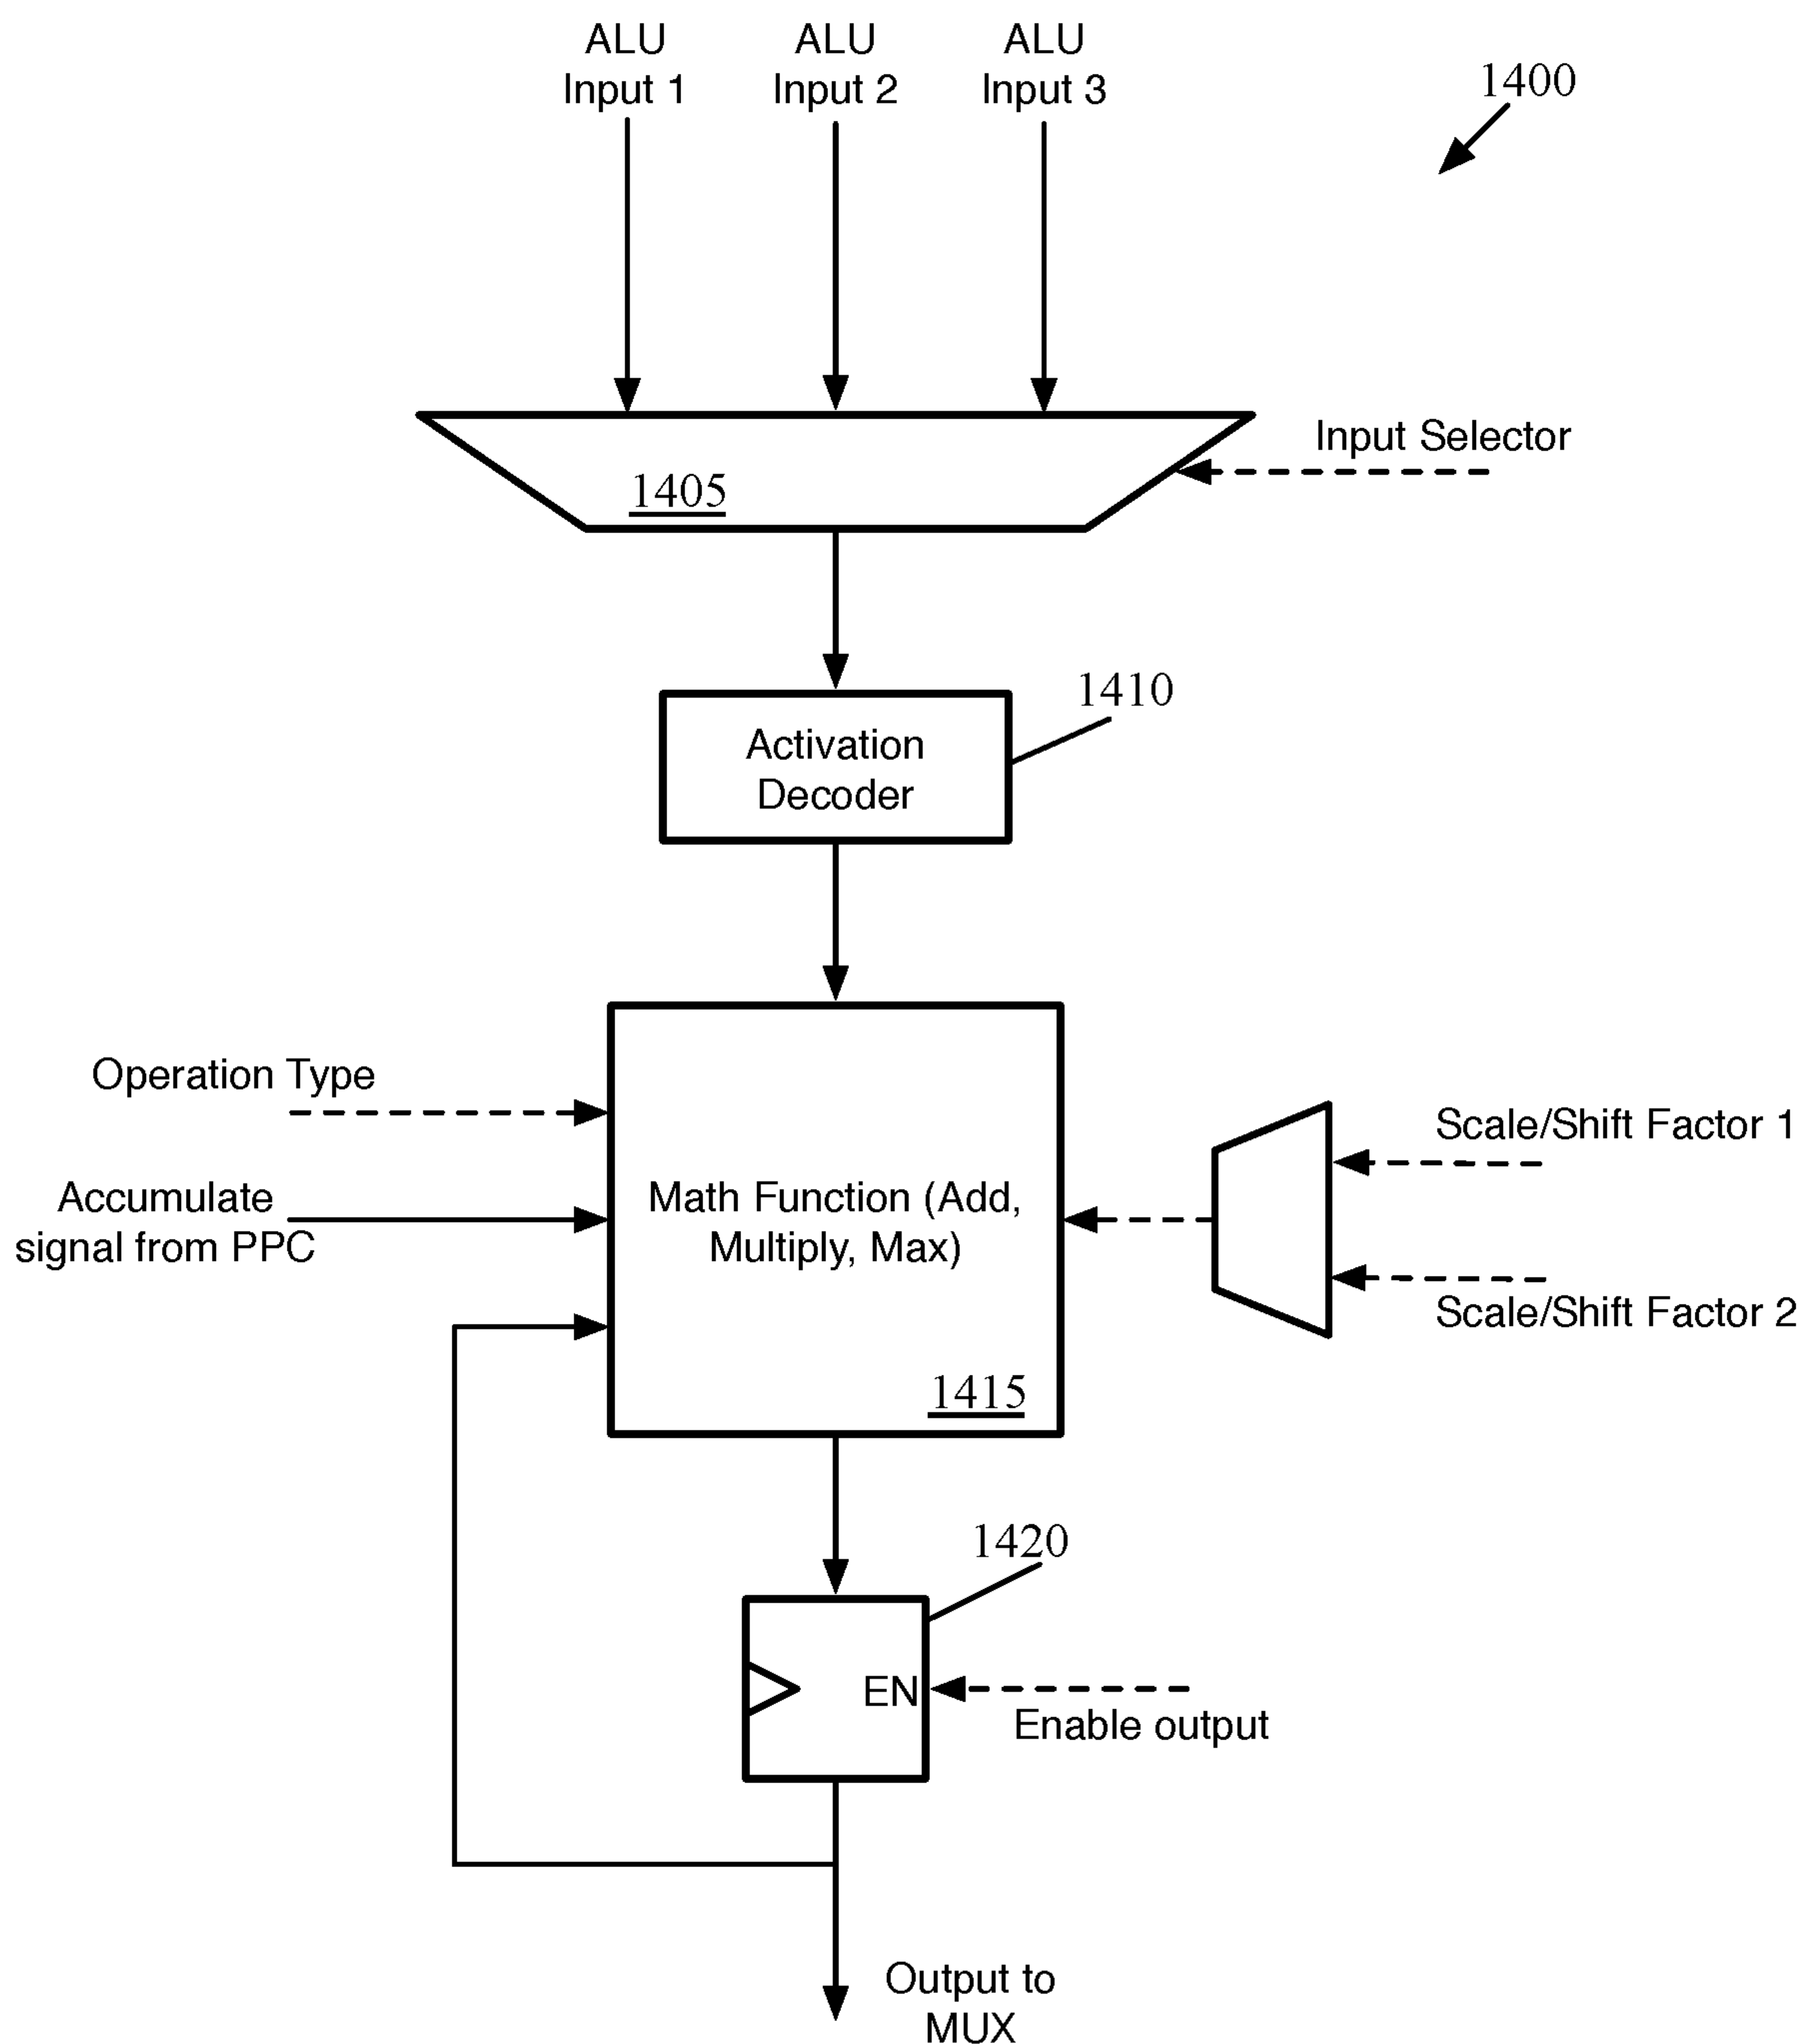 ALU
Input 1
ALU
Input 2
ALU
Input 3
1400
Input Selector
1405
1410
Activation
Decoder
Operation Type
Accumulate
signal from PPC
Math Function (Add,
Multiply, Max)
1415
Scale/Shift Factor 1
Scale/Shift Factor 2
1420
EN
Enable output
Output to
MUX